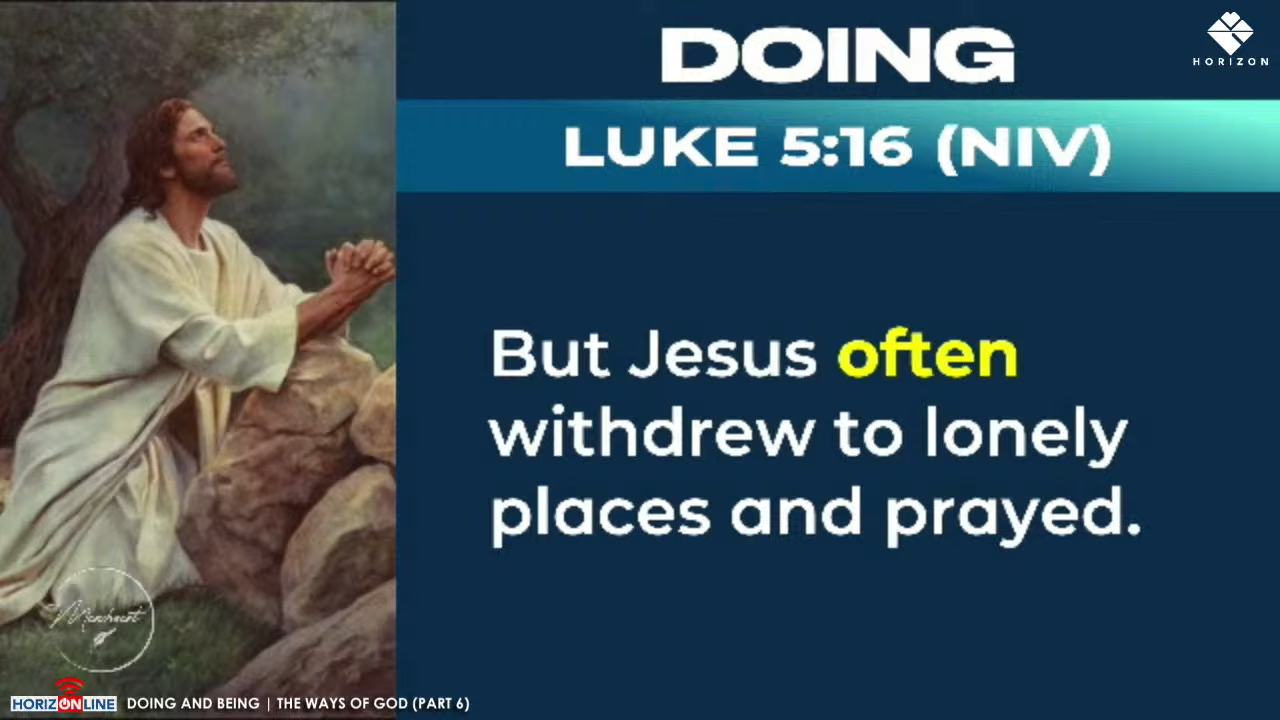 DOING
HORIZON
LUKE 5:16 (NIV)
But Jesus often
withdrew to lonely
places and prayed.
HORIZONLINE DOING AND BEING | THE WAYS OF GOD (PART 6)